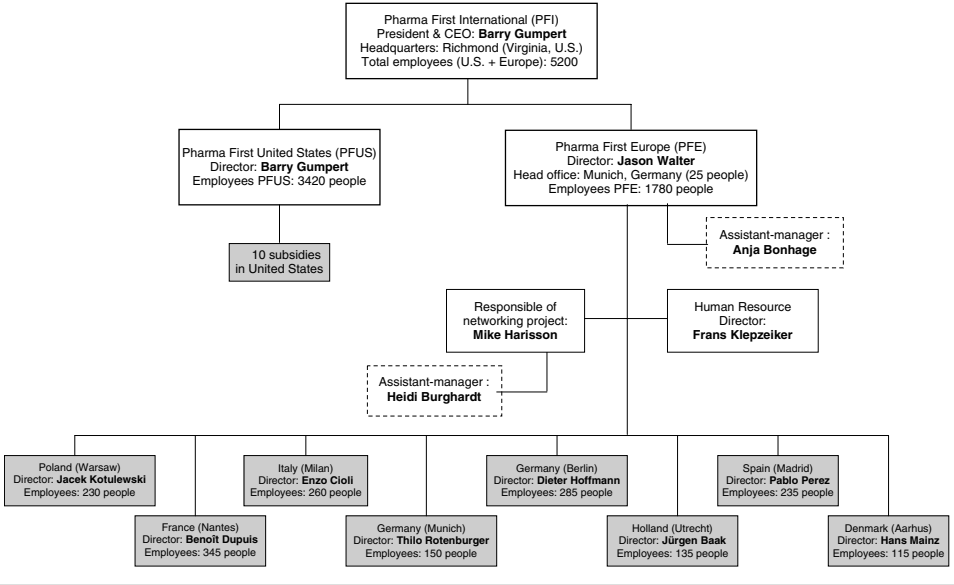 Pharma First International (PFI)
President & CEO: Barry Gumpert
Headquarters: Richmond (Virginia, U.S.)
Total employees (U.S. + Europe): 5200
Pharma First United States (PFUS)
Director: Barry Gumpert
Employees PFUS: 3420 people
Pharma First Europe (PFE)
Director: Jason Walter
Head office: Munich, Germany (25 people)
Employees PFE: 1780 people
10 subsidies
in United States
Assistant-manager :
Anja Bonhage
Responsible of
networking project:
Mike Harisson
Human Resource
Director:
Frans Klepzeiker
Assistant-manager :
Heidi Burghardt
Poland (Warsaw)
Director: Jacek Kotulewski
Employees: 230 people
Italy (Milan)
Director: Enzo Cioli
Employees: 260 people
Germany (Berlin)
Director: Dieter Hoffmann
Employees: 285 people
Spain (Madrid)
Director: Pablo Perez
Employees: 235 people
France (Nantes)
Director: Benoît Dupuis
Employees: 345 people
Germany (Munich)
Director: Thilo Rotenburger
Employees: 150 people
Holland (Utrecht)
Director: Jürgen Baak
Employees: 135 people
Denmark (Aarhus)
Director: Hans Mainz
Employees: 115 people